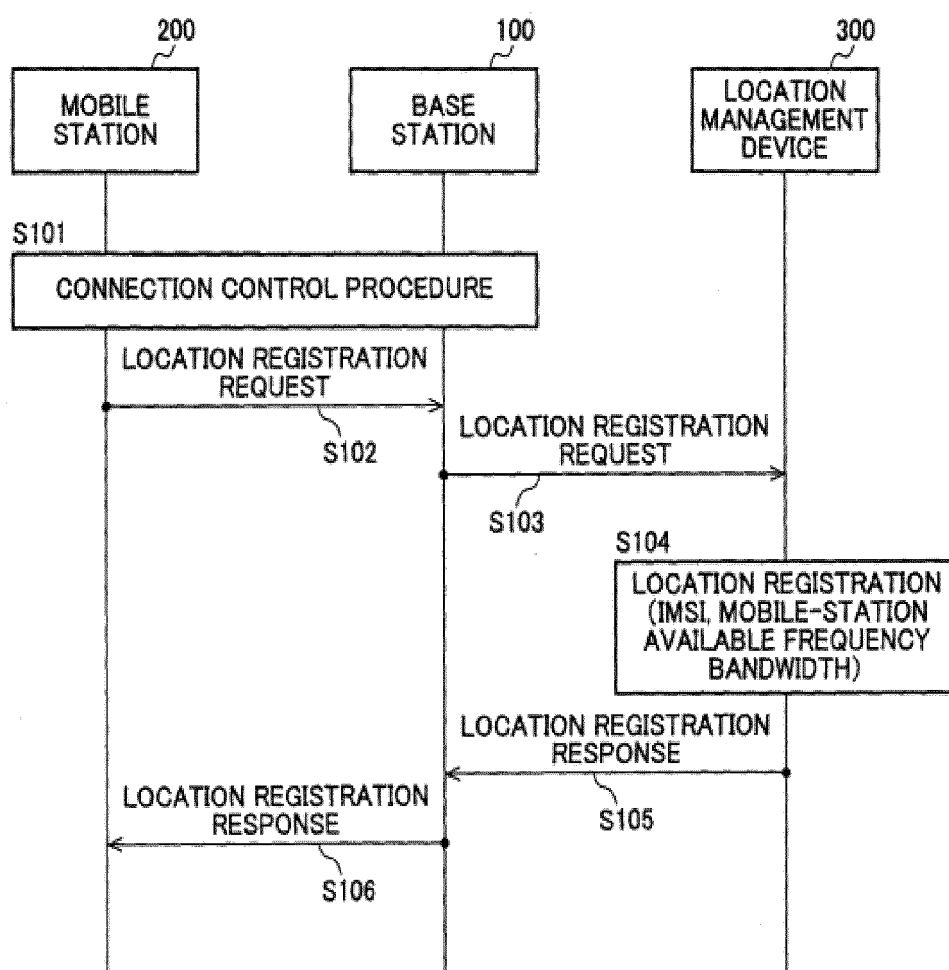 200
100
300
MOBILE
STATION
BASE
STATION
LOCATION
MANAGEMENT
DEVICE
S101
CONNECTION CONTROL PROCEDURE
LOCATION REGISTRATION
REQUEST
S102
LOCATION REGISTRATION
REQUEST
S103
S104
LOCATION REGISTRATION
(IMSI, MOBILE-STATION
AVAILABLE FREQUENCY
BANDWIDTH)
LOCATION REGISTRATION
RESPONSE
S105
LOCATION REGISTRATION
RESPONSE
S106